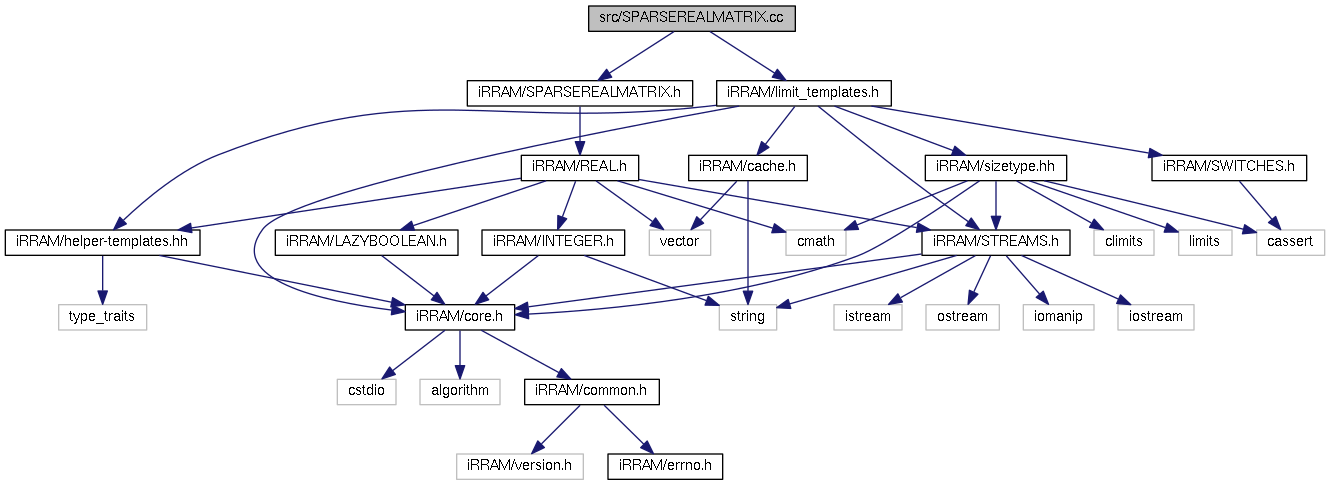 src/SPARSEREALMATRIX.cc
iRRAM/SPARSEREALMATRIX.h
iRRAM/limit_templates.h
iRRAM/REAL.h
iRRAM/cache.h
iRRAM/sizetype.hh
iRRAM/SWITCHES.h
iRRAM/helper-templates.hh
iRRAM/LAZYBOOLEAN.h
iRRAM/INTEGER.h
vector
cmath
iRRAM/STREAMS.h
climits
limits
cassert
type_traits
iRRAM/core.h
string
istream
ostream
iomanip
iostream
cstdio
algorithm
iRRAM/common.h
iRRAM/version.h
iRRAM/errno.h